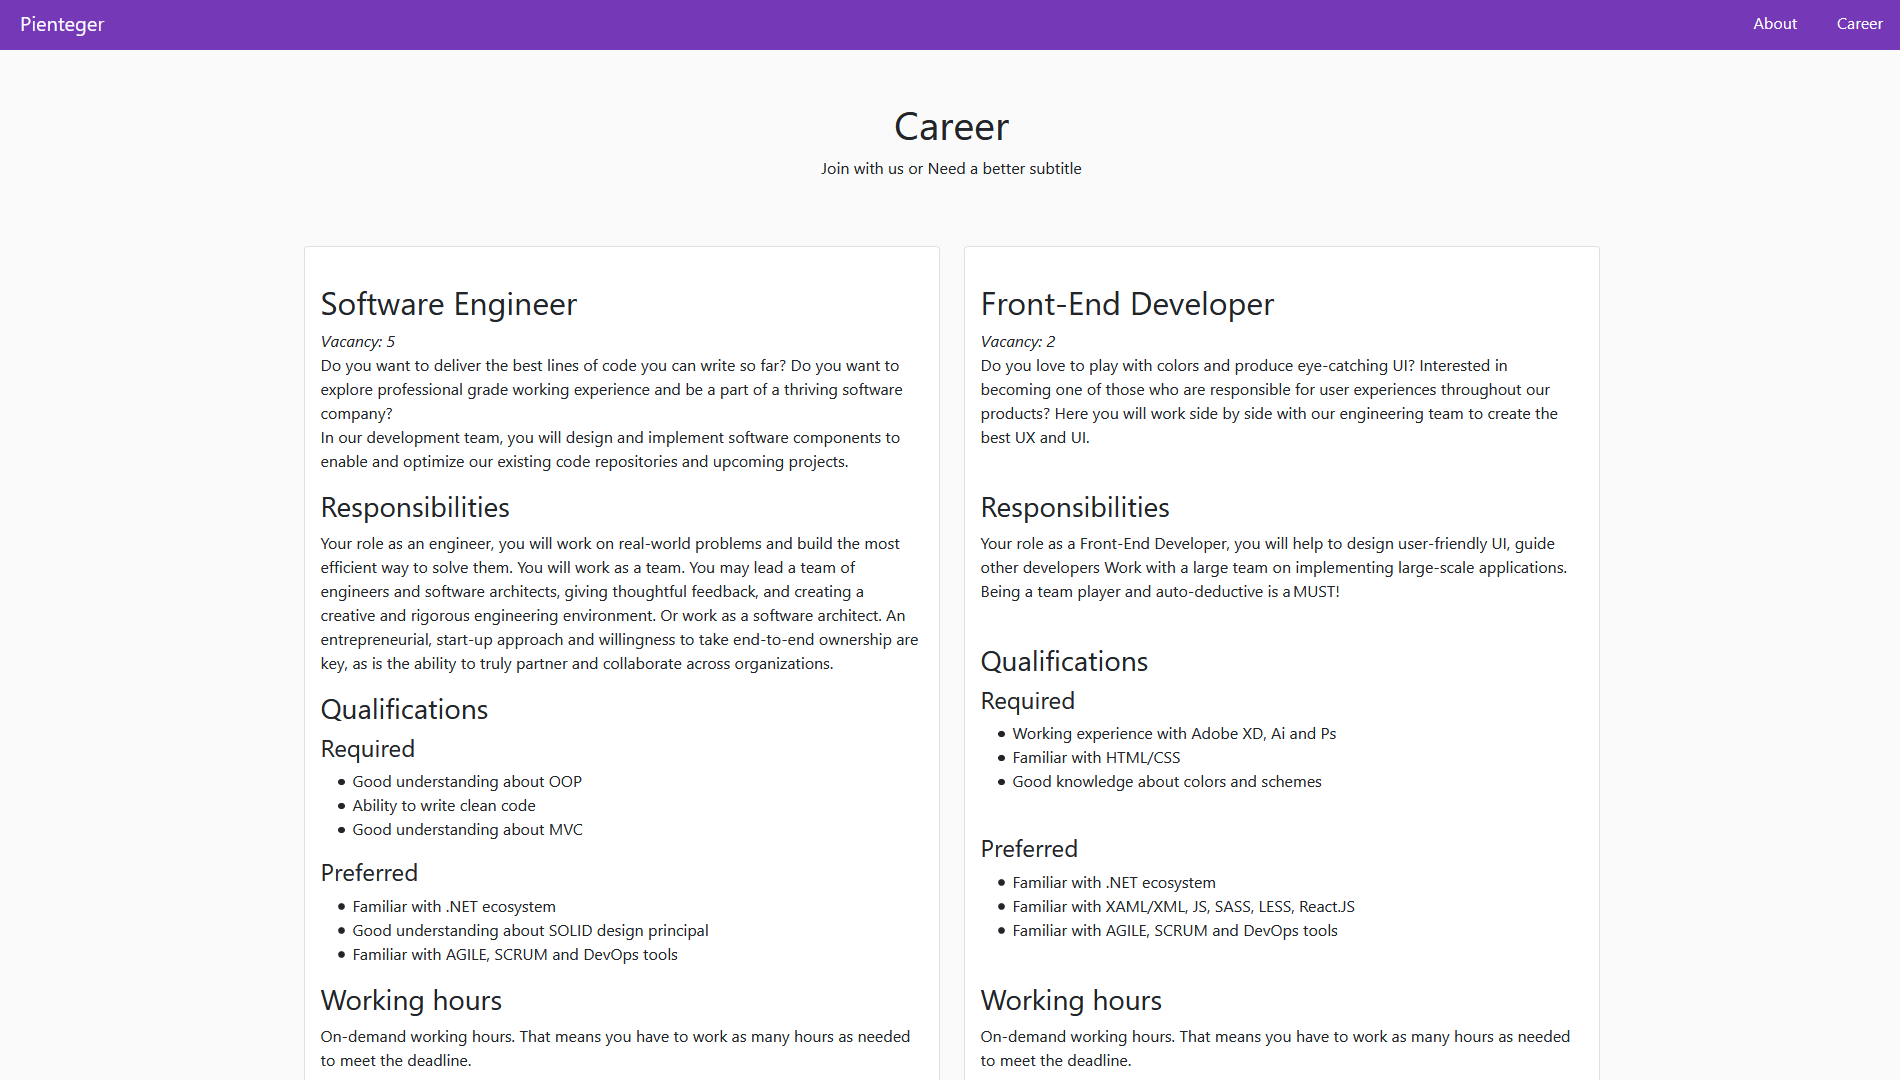 Pienteger
About
Career
Career
Join with us or Need a better subtitle
Software Engineer
Vacancy: 5
Do you want to deliver the best lines of code you can write so far? Do you want to
explore professional grade working experience and be a part of a thriving software
company?
In our development team, you will design and implement software components to
enable and optimize our existing code repositories and upcoming projects.
Responsibilities
Your role as an engineer, you will work on real-world problems and build the most
efficient way to solve them. You will work as a team. You may lead a team of
engineers and software architects, giving thoughtful feedback, and creating a
creative and rigorous engineering environment. Or work as a software architect. An
entrepreneurial, start-up approach and willingness to take end-to-end ownership are
key, as is the ability to truly partner and collaborate across organizations.
Qualifications
Required
• Good understanding about OOP
• Ability to write clean code
• Good understanding about MVC
Preferred
• Familiar with .NET ecosystem
• Good understanding about SOLID design principal
• Familiar with AGILE, SCRUM and DevOps tools
Working hours
On-demand working hours. That means you have to work as many hours as needed
to meet the deadline.
Front-End Developer
Vacancy: 2
Do you love to play with colors and produce eye-catching UI? Interested in
becoming one of those who are responsible for user experiences throughout our
products? Here you will work side by side with our engineering team to create the
best UX and UI.
Responsibilities
Your role as a Front-End Developer, you will help to design user-friendly UI, guide
other developers Work with a large team on implementing large-scale applications.
Being a team player and auto-deductive is a MUST!
Qualifications
Required
• Working experience with Adobe XD, Ai and Ps
• Familiar with HTML/CSS
• Good knowledge about colors and schemes
Preferred
• Familiar with .NET ecosystem
• Familiar with XAML/XML, JS, SASS, LESS, React.JS
• Familiar with AGILE, SCRUM and DevOps tools
Working hours
On-demand working hours. That means you have to work as many hours as needed
to meet the deadline.